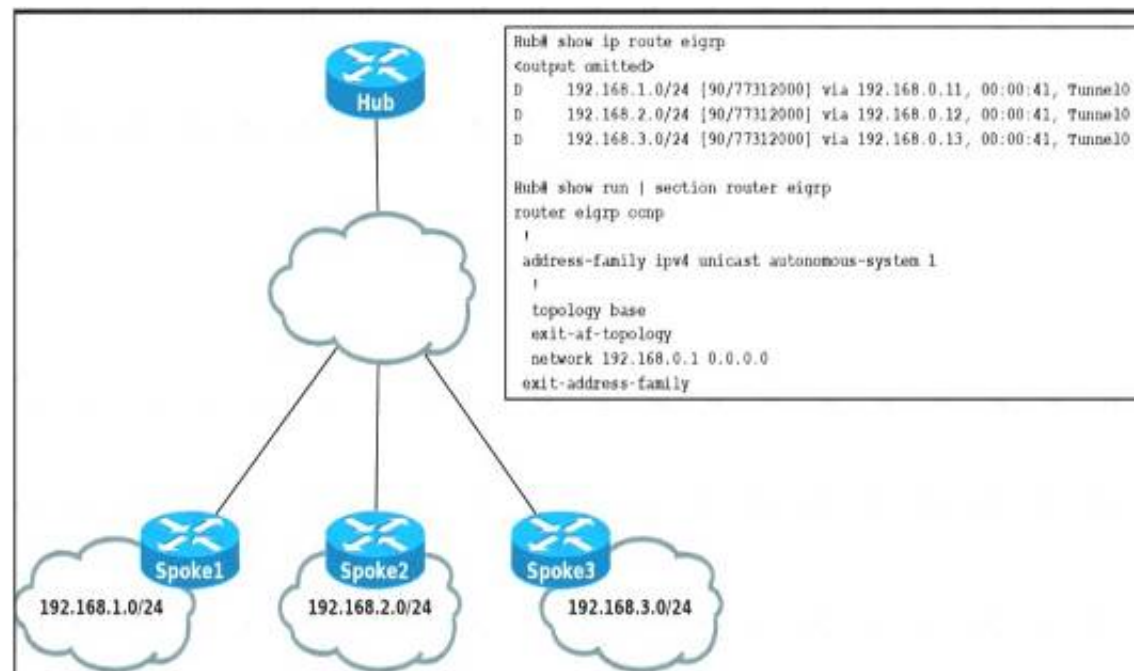 Hub
Hub# show ip route eigrp
<output omitted>
D 192.168.1.0/24 [90/77312000] via 192.168.0.11, 00:00:41, Tunnel0
D 192.168.2.0/24 [90/77312000] via 192.168.0.12, 00:00:41, Tunnel0
D 192.168.3.0/24 [90/77312000] via 192.168.0.13, 00:00:41, Tunnel0
Hub# show run | section router eigrp
router eigrp ccnp
!
address-family ipv4 unicast autonomous-system 1
!
topology base
exit-af-topology
network 192.168.0.1 0.0.0.0
exit-address-family
Spoke1
Spoke2
Spoke3
192.168.1.0/24
192.168.2.0/24
192.168.3.0/24